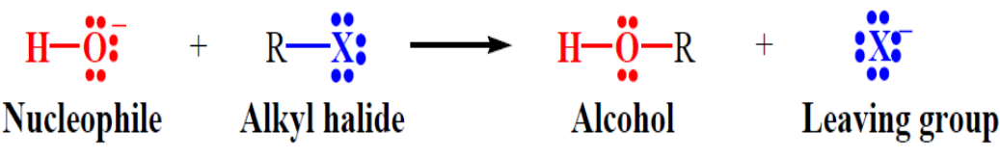 H—O:⁻ + R—X: → H—O—R + :X:⁻
Nucleophile Alkyl halide Alcohol Leaving group